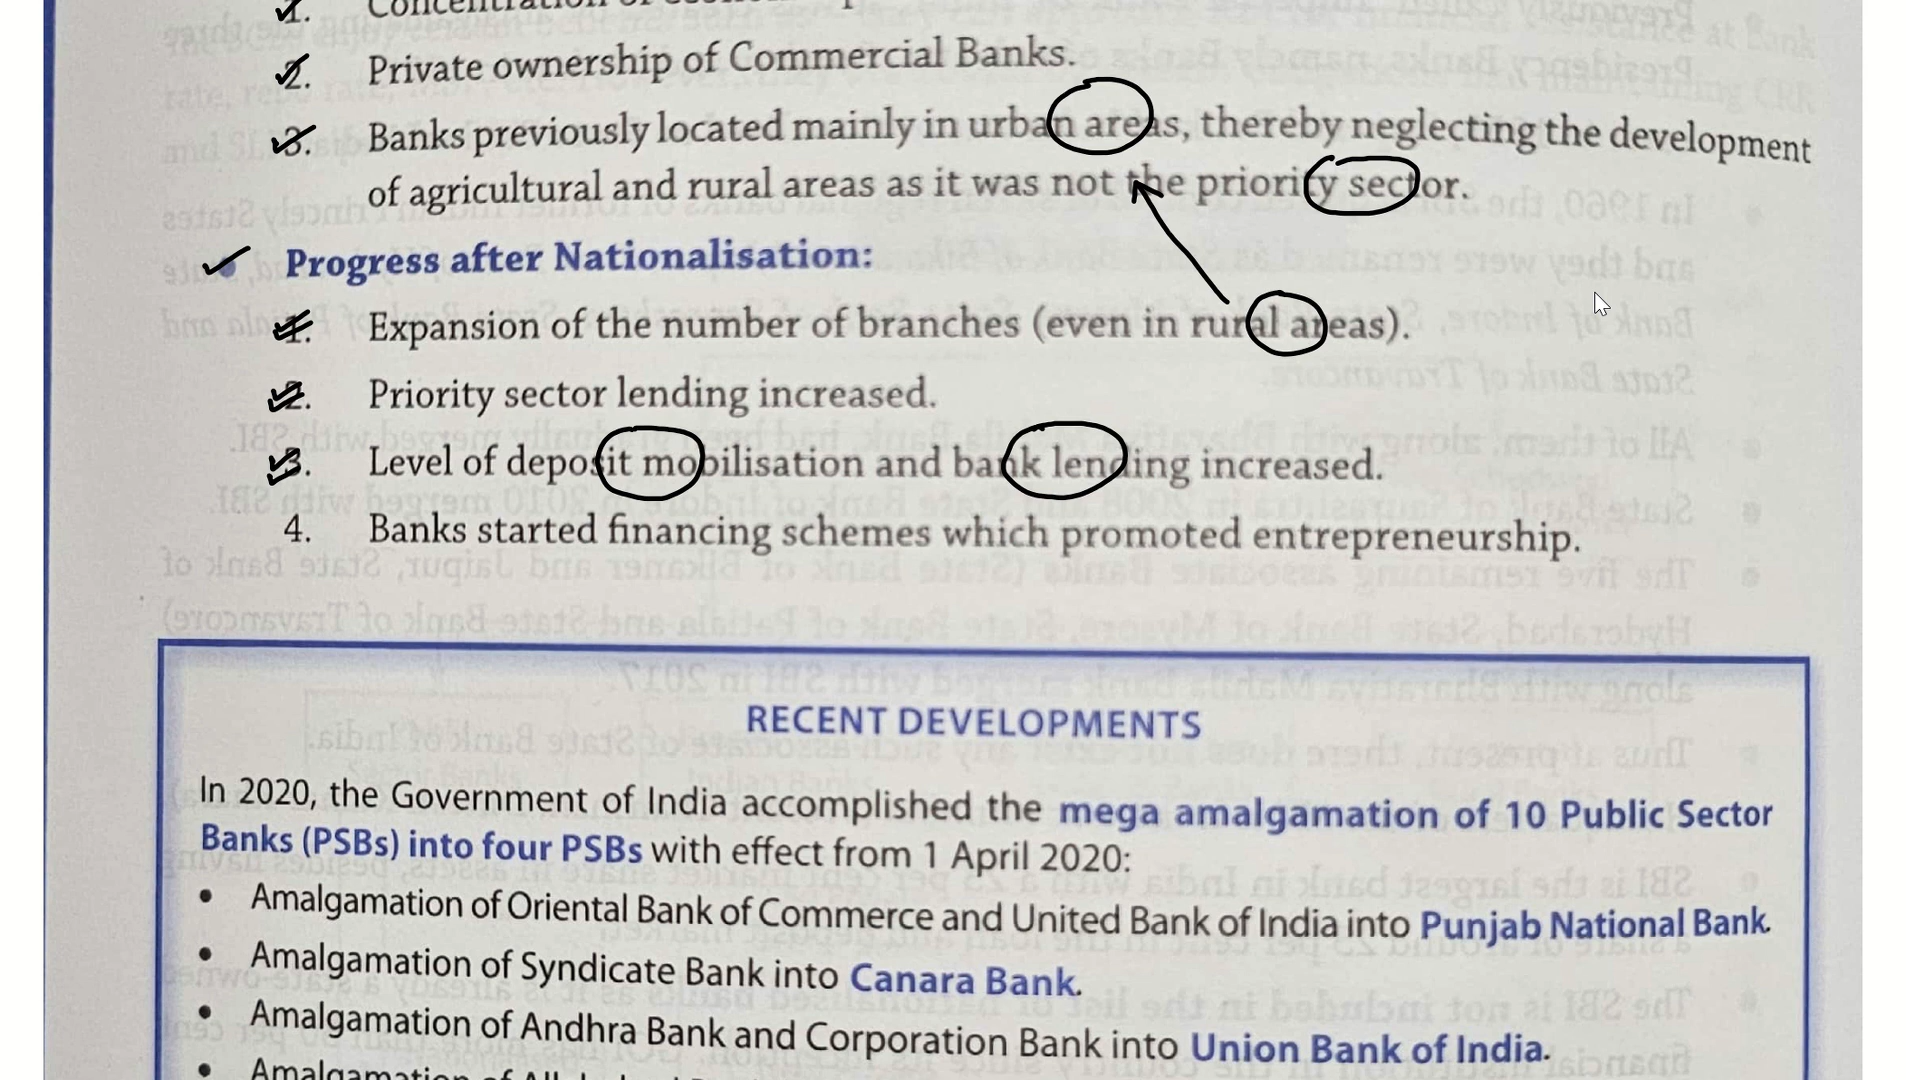 1.
2. Private ownership of Commercial Banks.
3. Banks previously located mainly in urban areas, thereby neglecting the development
of agricultural and rural areas as it was not the priority sector.
Progress after Nationalisation:
1. Expansion of the number of branches (even in rural areas).
2. Priority sector lending increased.
3. Level of deposit mobilisation and bank lending increased.
4. Banks started financing schemes which promoted entrepreneurship.
RECENT DEVELOPMENTS
In 2020, the Government of India accomplished the mega amalgamation of 10 Public Sector
Banks (PSBs) into four PSBs with effect from 1 April 2020:
• Amalgamation of Oriental Bank of Commerce and United Bank of India into Punjab National Bank.
• Amalgamation of Syndicate Bank into Canara Bank.
• Amalgamation of Andhra Bank and Corporation Bank into Union Bank of India.
• Amalgamation of